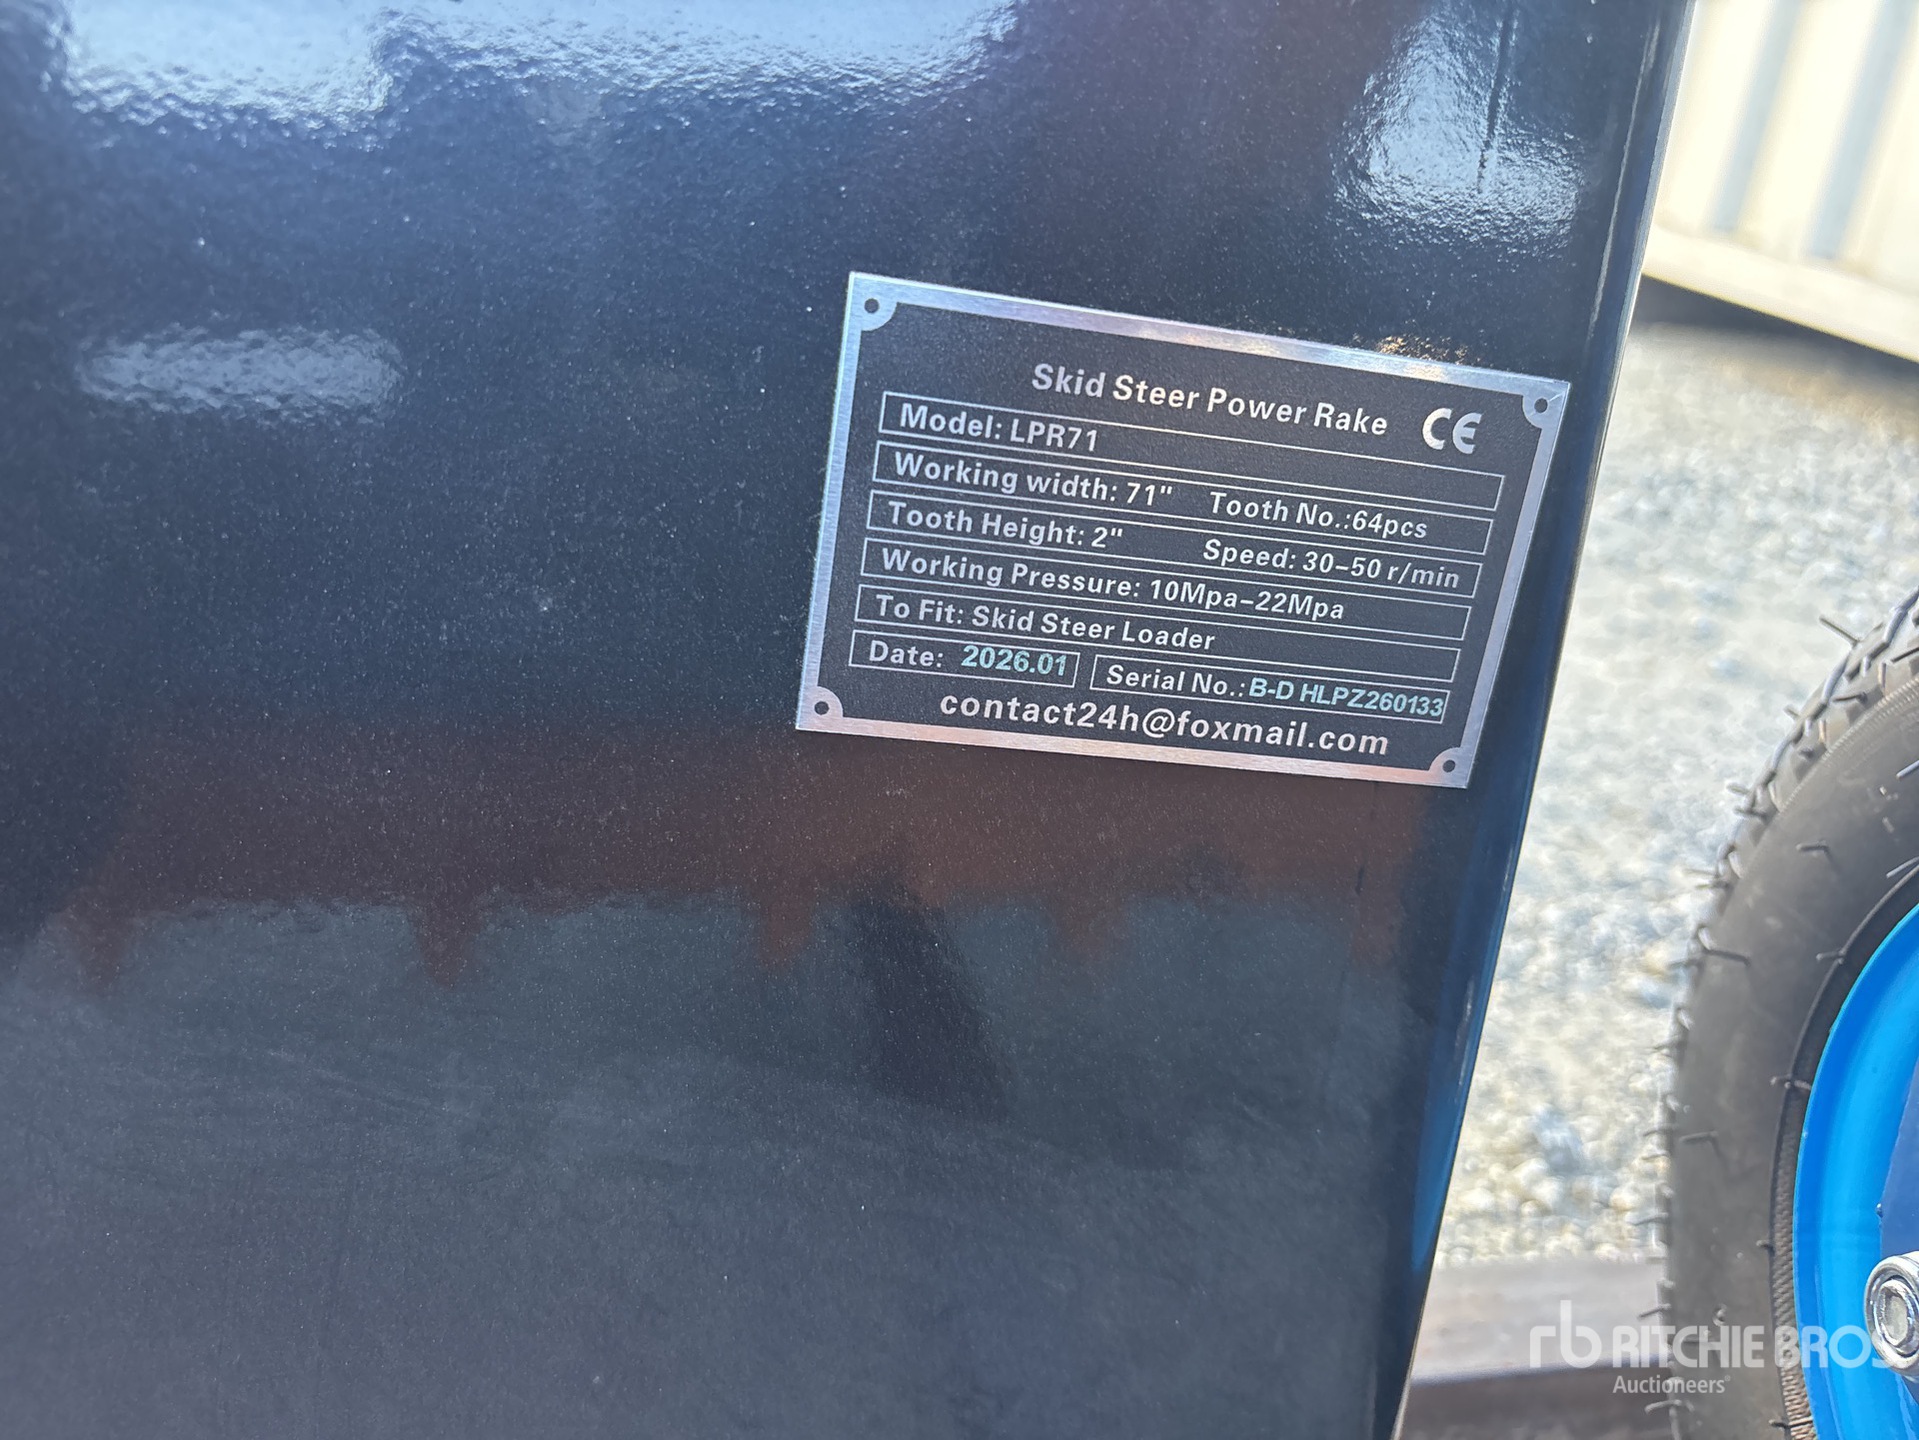 Skid Steer Power Rake CE
Model: LPR71
Working width: 71" Tooth No.:64pcs
Tooth Height: 2" Speed: 30-50 r/min
Working Pressure: 10Mpa-22Mpa
To Fit: Skid Steer Loader
Date: 2026.01 Serial No.: B-D HLPZ260133
contact24h@foxmail.com
rb RITCHIE BROS
Auctioneers